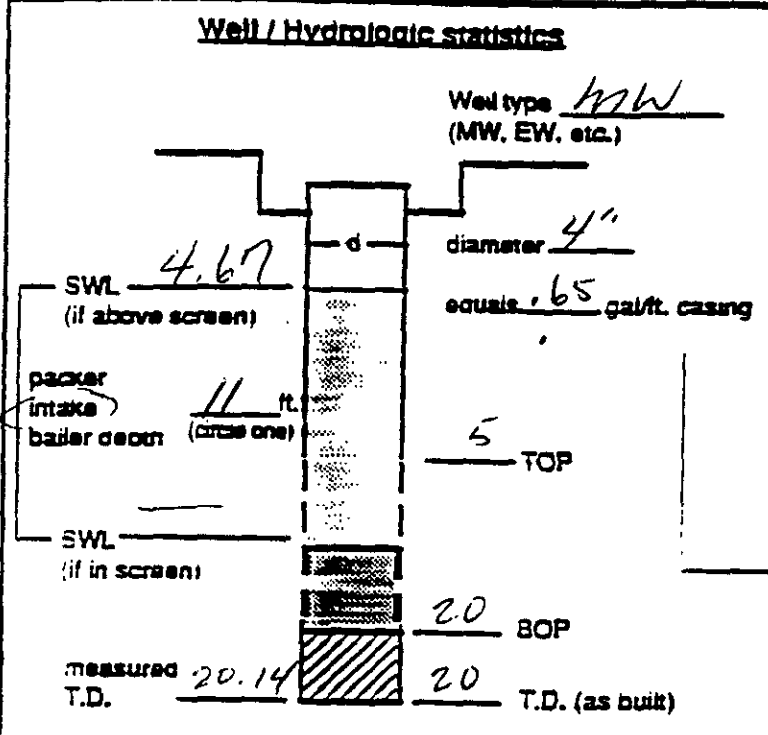 Well / Hydrologic statistics
Well type MW
(MW, EW, etc.)
d
diameter 4"
SWL 4.67
(if above screen)
equals .65 gal/ft. casing
packer
intake 11 ft.
bailer depth (circle one)
5 TOP
SWL
(if in screen)
20 BOP
measured 20.14
T.D.
20 T.D. (as built)